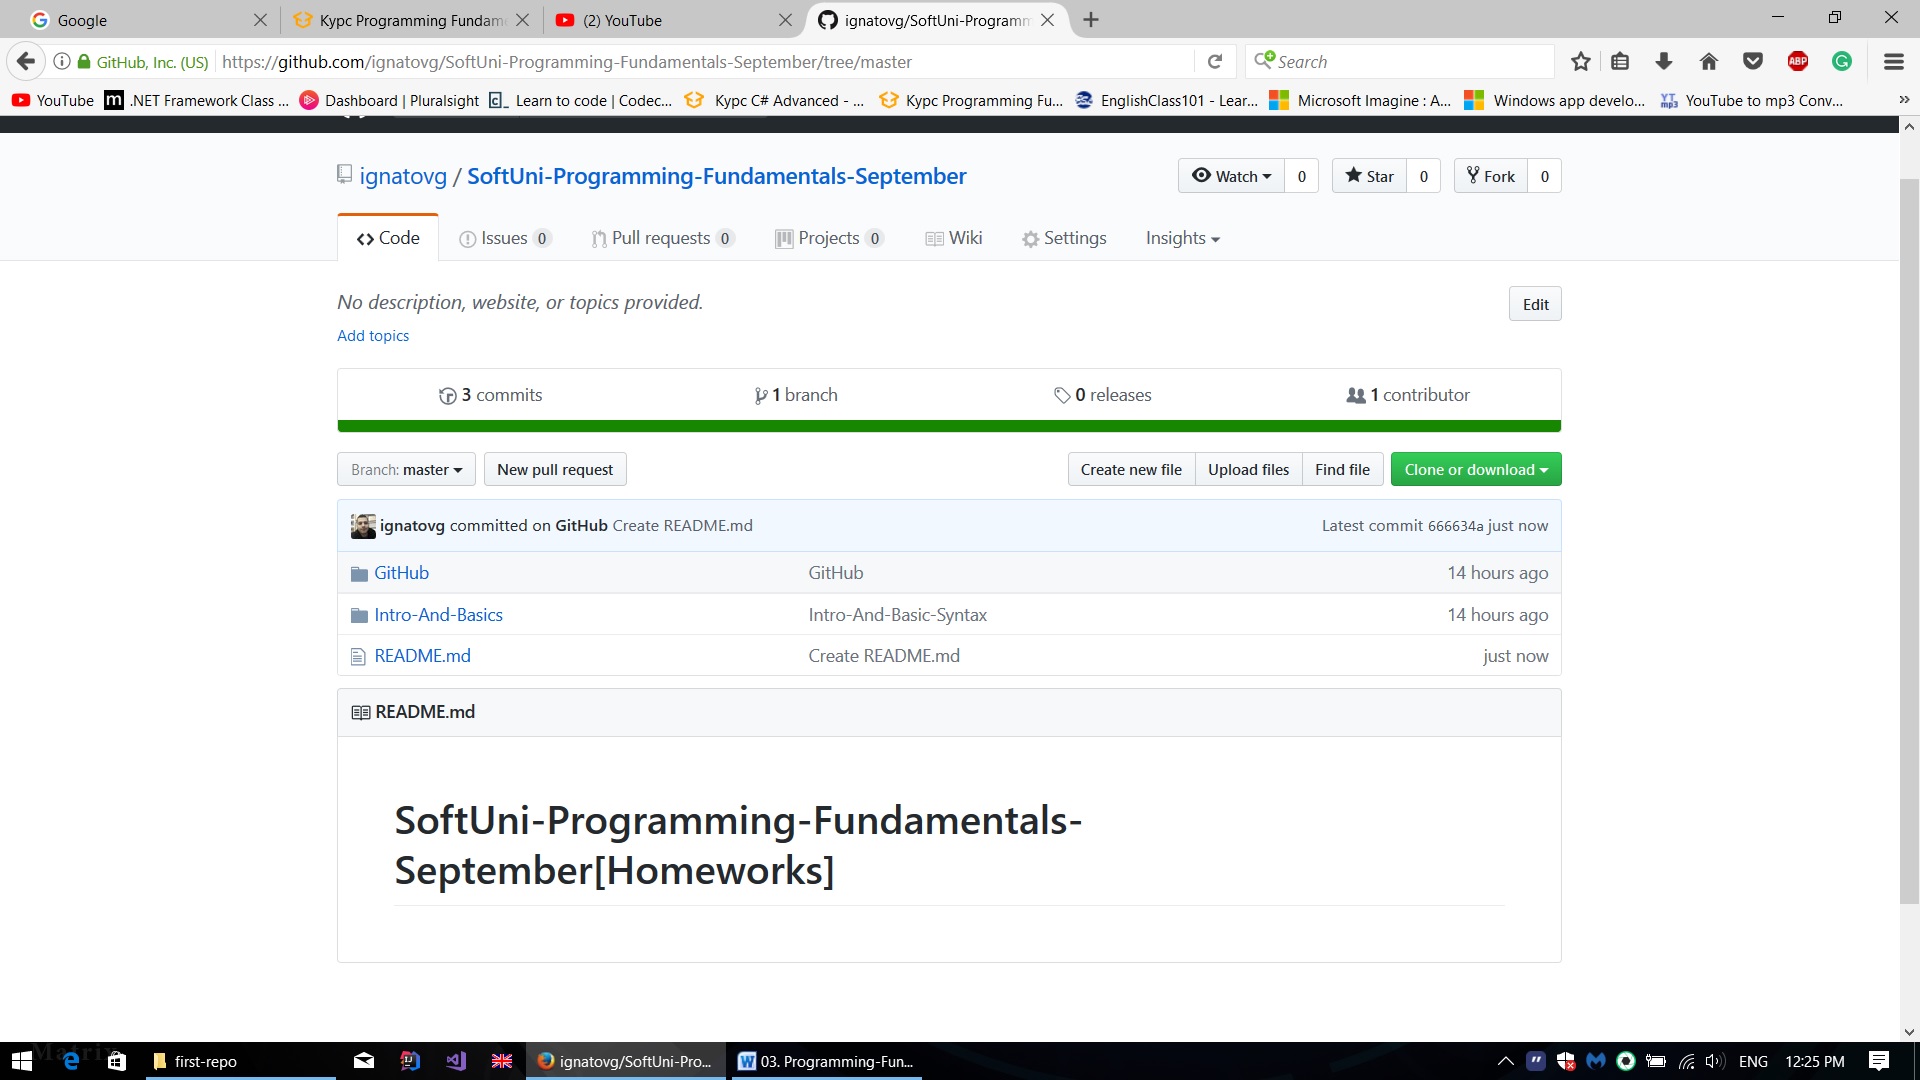 Google
Курс Programming Fundam
(2) YouTube
ignatovg/SoftUni-Programm
GitHub, Inc. (US)
https://github.com/ignatovg/SoftUni-Programming-Fundamentals-September/tree/master
Search
ABP
YouTube
.NET Framework Class ...
Dashboard | Pluralsight
Learn to code | Codec...
Курс C# Advanced - ...
Курс Programming Fu...
EnglishClass101 - Lear...
Microsoft Imagine : A...
Windows app develo...
YouTube to mp3 Conv...
ignatovg / SoftUni-Programming-Fundamentals-September
Watch 0
Star 0
Fork 0
Code
Issues 0
Pull requests 0
Projects 0
Wiki
Settings
Insights
No description, website, or topics provided.
Edit
Add topics
3 commits
1 branch
0 releases
1 contributor
Branch: master
New pull request
Create new file
Upload files
Find file
Clone or download
ignatovg committed on GitHub Create README.md
Latest commit 666634a just now
GitHub
GitHub
14 hours ago
Intro-And-Basics
Intro-And-Basic-Syntax
14 hours ago
README.md
Create README.md
just now
README.md
SoftUni-Programming-Fundamentals-
September[Homeworks]
Matrix
first-repo
ignatovg/SoftUni-Pro...
03. Programming-Fun...
ENG
12:25 PM